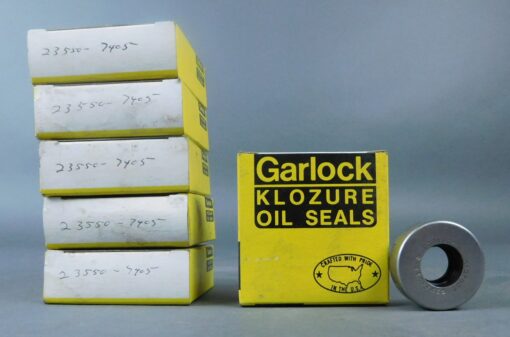 23550-7405
23550-7405
23550-7405
23550-7405
23550-7405
Garlock
KLOZURE
OIL SEALS
CRAFTED WITH PRIDE
IN THE U.S.A.